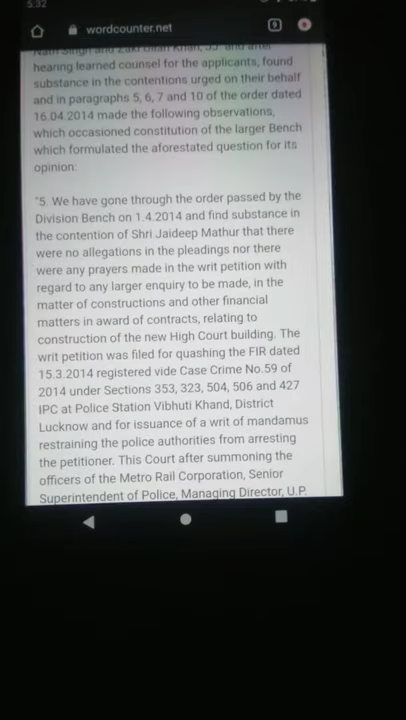 5:32
wordcounter.net
Nath Singh and Zaki Ullah Khan, JJ. and after
hearing learned counsel for the applicants, found
substance in the contentions urged on their behalf
and in paragraphs 5, 6, 7 and 10 of the order dated
16.04.2014 made the following observations,
which occasioned constitution of the larger Bench
which formulated the aforestated question for its
opinion:
"5. We have gone through the order passed by the
Division Bench on 1.4.2014 and find substance in
the contention of Shri Jaideep Mathur that there
were no allegations in the pleadings nor there
were any prayers made in the writ petition with
regard to any larger enquiry to be made, in the
matter of constructions and other financial
matters in award of contracts, relating to
construction of the new High Court building. The
writ petition was filed for quashing the FIR dated
15.3.2014 registered vide Case Crime No.59 of
2014 under Sections 353, 323, 504, 506 and 427
IPC at Police Station Vibhuti Khand, District
Lucknow and for issuance of a writ of mandamus
restraining the police authorities from arresting
the petitioner. This Court after summoning the
officers of the Metro Rail Corporation, Senior
Superintendent of Police, Managing Director, U.P.